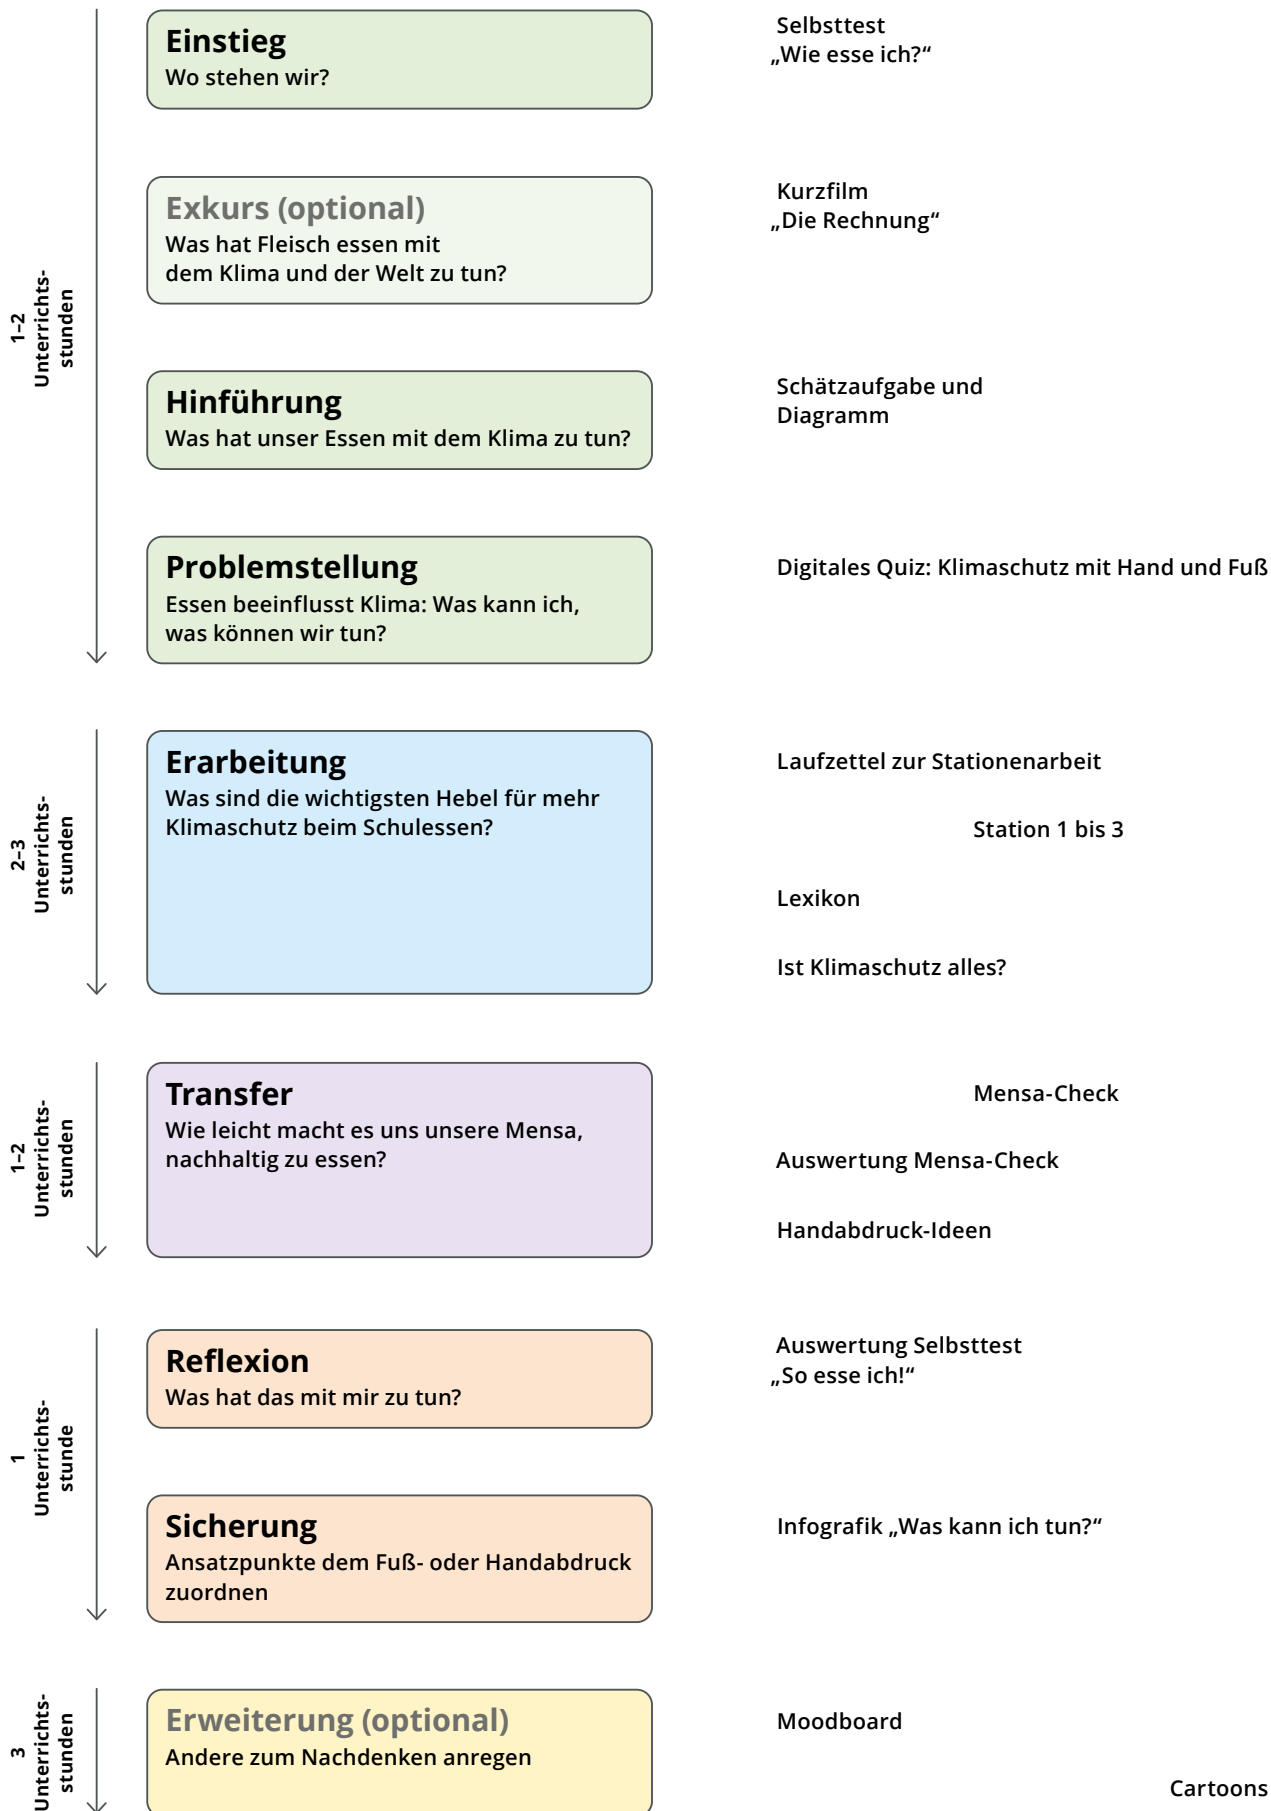 1–2
Unterrichts-
stunden
Einstieg
Wo stehen wir?
Selbsttest
„Wie esse ich?“
Exkurs (optional)
Was hat Fleisch essen mit
dem Klima und der Welt zu tun?
Kurzfilm
„Die Rechnung“
Hinführung
Was hat unser Essen mit dem Klima zu tun?
Schätzaufgabe und
Diagramm
Problemstellung
Essen beeinflusst Klima: Was kann ich,
was können wir tun?
Digitales Quiz: Klimaschutz mit Hand und Fuß
2–3
Unterrichts-
stunden
Erarbeitung
Was sind die wichtigsten Hebel für mehr
Klimaschutz beim Schulessen?
Laufzettel zur Stationenarbeit
Station 1 bis 3
Lexikon
Ist Klimaschutz alles?
1–2
Unterrichts-
stunden
Transfer
Wie leicht macht es uns unsere Mensa,
nachhaltig zu essen?
Mensa-Check
Auswertung Mensa-Check
Handabdruck-Ideen
1
Unterrichts-
stunde
Reflexion
Was hat das mit mir zu tun?
Auswertung Selbsttest
„So esse ich!“
Sicherung
Ansatzpunkte dem Fuß- oder Handabdruck
zuordnen
Infografik „Was kann ich tun?“
3
Unterrichts-
stunden
Erweiterung (optional)
Andere zum Nachdenken anregen
Moodboard
Cartoons